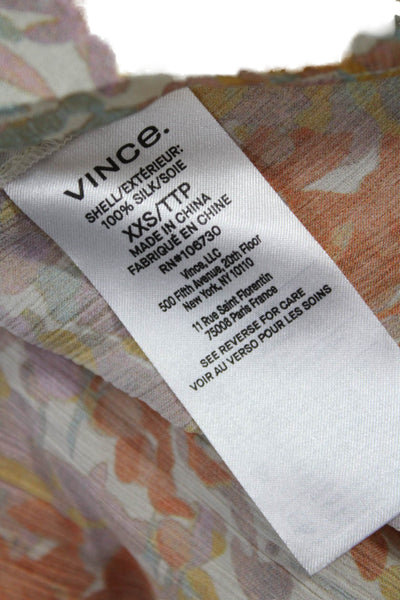 VINCE.
SHELL/EXTÉRIEUR:
100% SILK/SOIE
XXS/TTP
MADE IN CHINA
FABRIQUÉ EN CHINE
RN#106730
Vince, LLC
500 Fifth Avenue, 20th Floor
New York, NY 10110
11 Rue Saint Florentin
75008 Paris France
SEE REVERSE FOR CARE
VOIR AU VERSO POUR LES SOINS